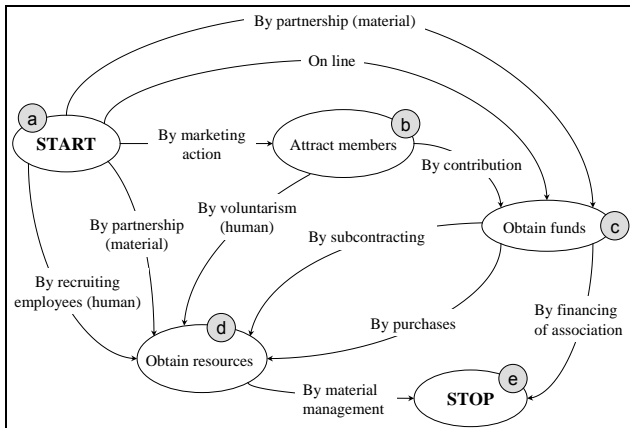 By partnership (material)
On line
a
START
By marketing
action
b
Attract members
By contribution
By partnership
(material)
By voluntarism
(human)
By subcontracting
Obtain funds
c
By recruiting
employees (human)
d
Obtain resources
By purchases
By financing
of association
By material
management
e
STOP